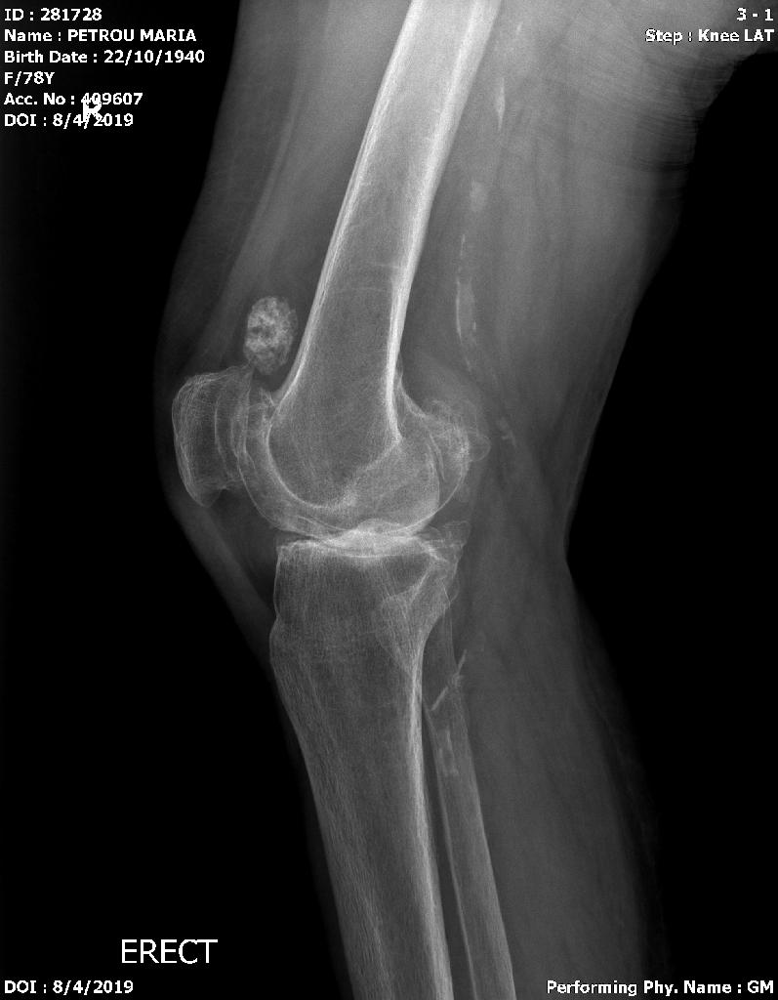 ID : 281728
Name : PETROU MARIA
Birth Date : 22/10/1940
F/78Y
Acc. No : 409607
DOI : 8/4/2019
R
3 - 1
Step : Knee LAT
ERECT
DOI : 8/4/2019
Performing Phy. Name : GM